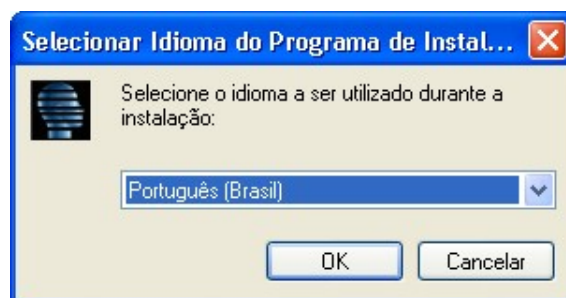 Selecionar Idioma do Programa de Instal...
Selecione o idioma a ser utilizado durante a
instalação:
Português (Brasil)
OK
Cancelar